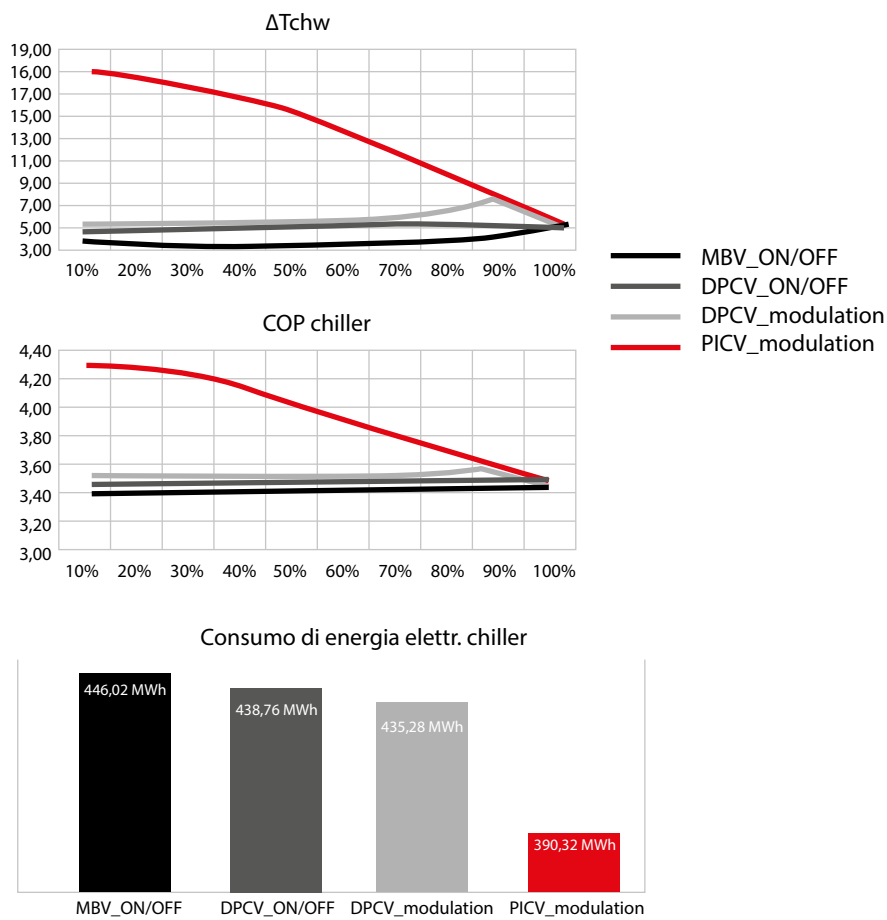 ΔTchw
19,00
16,00
17,00
15,00
13,00
11,00
9,00
7,00
5,00
3,00
10% 20% 30% 40% 50% 60% 70% 80% 90% 100%
MBV_ON/OFF
DPCV_ON/OFF
DPCV_modulation
PICV_modulation
COP chiller
4,40
4,20
4,00
3,80
3,60
3,40
3,20
3,00
10% 20% 30% 40% 50% 60% 70% 80% 90% 100%
Consumo di energia elettr. chiller
446,02 MWh
438,76 MWh
435,28 MWh
390,32 MWh
MBV_ON/OFF DPCV_ON/OFF DPCV_modulation PICV_modulation